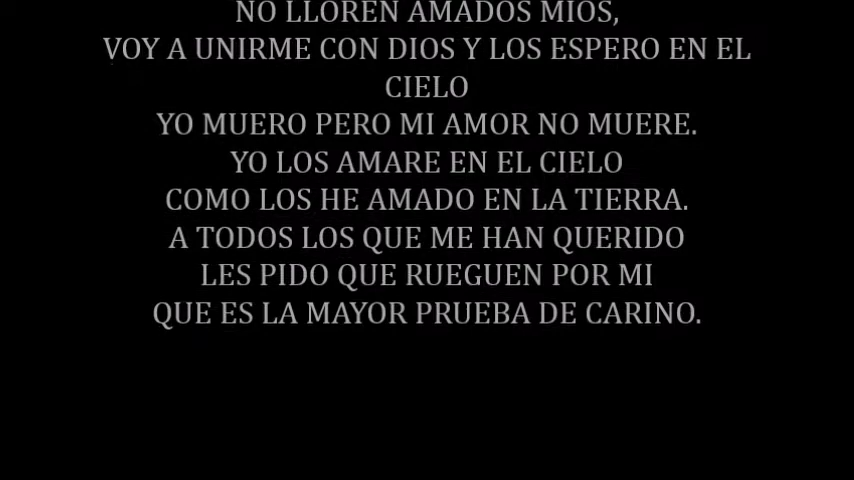 NO LLOREN AMADOS MIOS,
VOY A UNIRME CON DIOS Y LOS ESPERO EN EL
CIELO
YO MUERO PERO MI AMOR NO MUERE.
YO LOS AMARE EN EL CIELO
COMO LOS HE AMADO EN LA TIERRA.
A TODOS LOS QUE ME HAN QUERIDO
LES PIDO QUE RUEGUEN POR MI
QUE ES LA MAYOR PRUEBA DE CARINO.